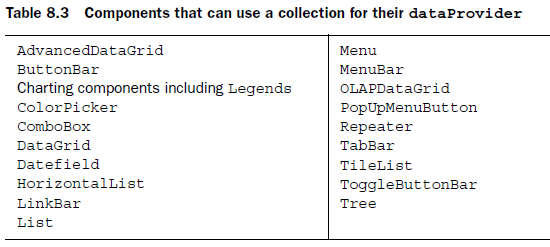 Table 8.3 Components that can use a collection for their dataProvider
AdvancedDataGrid
ButtonBar
Charting components including Legends
ColorPicker
ComboBox
DataGrid
Datefield
HorizontalList
LinkBar
List
Menu
MenuBar
OLAPDataGrid
PopUpMenuButton
Repeater
TabBar
TileList
ToggleButtonBar
Tree